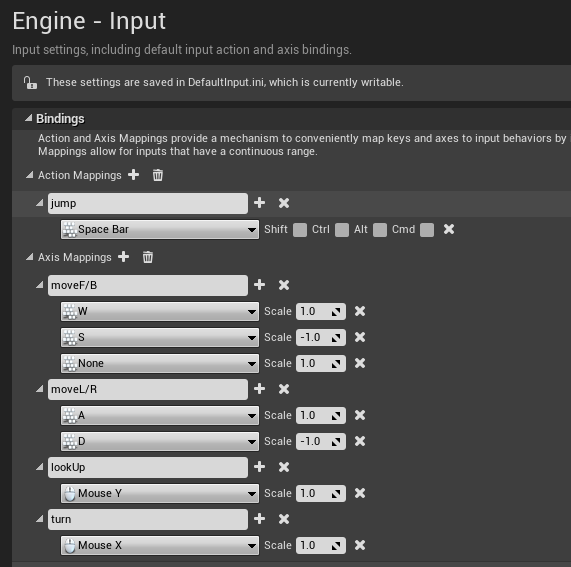 Engine - Input
Input settings, including default input action and axis bindings.
These settings are saved in DefaultInput.ini, which is currently writable.
Bindings
Action and Axis Mappings provide a mechanism to conveniently map keys and axes to input behaviors by
Mappings allow for inputs that have a continuous range.
Action Mappings
jump
Space Bar Shift Ctrl Alt Cmd
Axis Mappings
moveF/B
W Scale 1.0
S Scale -1.0
None Scale 1.0
moveL/R
A Scale 1.0
D Scale -1.0
lookUp
Mouse Y Scale 1.0
turn
Mouse X Scale 1.0